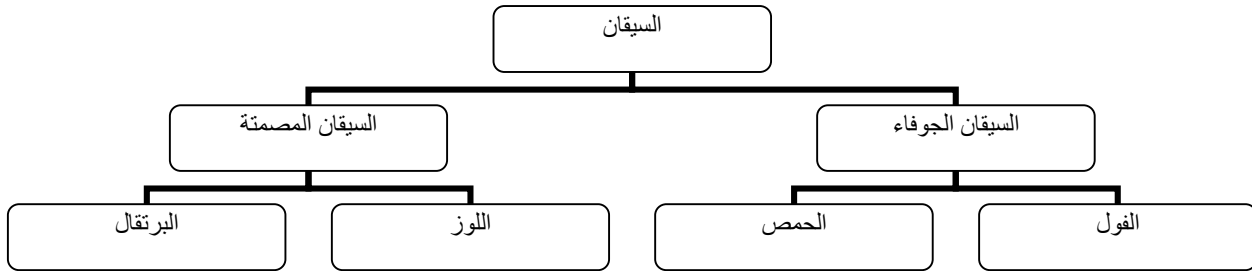 السيقان
السيقان الجوفاء
السيقان المصمتة
الفول
الحمص
اللوز
البرتقال